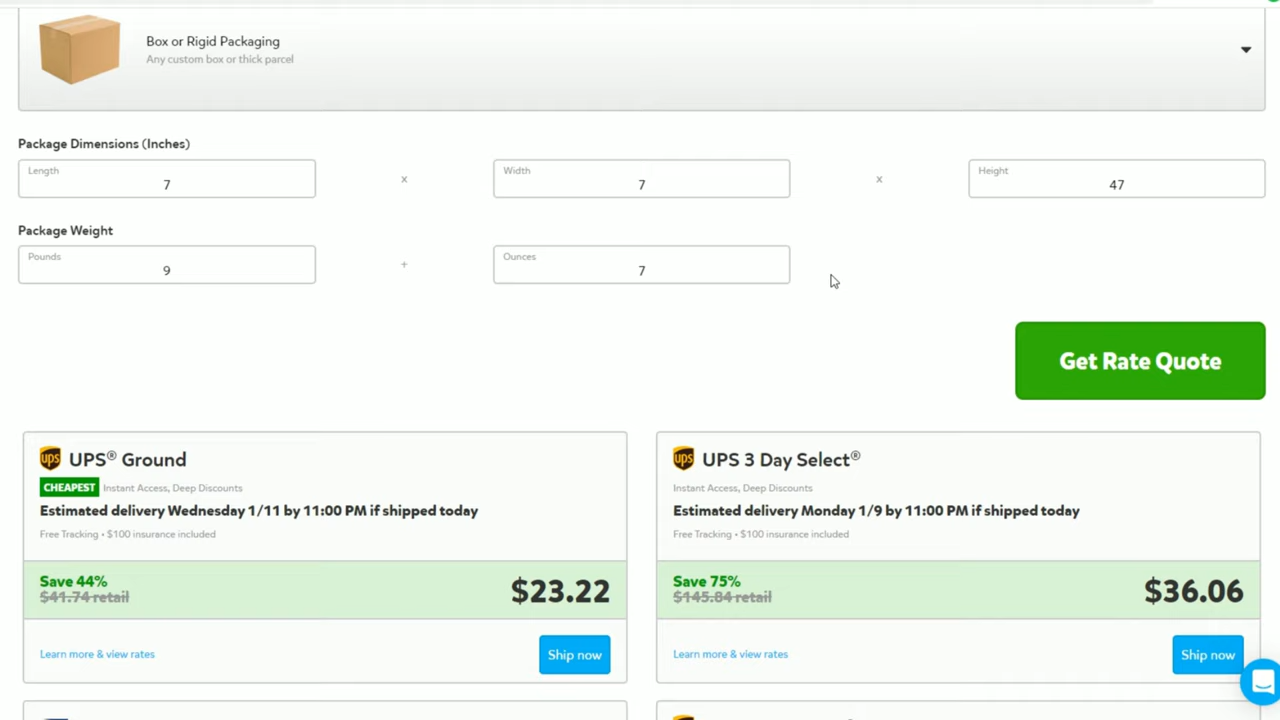 Box or Rigid Packaging
Any custom box or thick parcel
Package Dimensions (Inches)
Length
7
x
Width
7
x
Height
47
Package Weight
Pounds
9
+
Ounces
7
Get Rate Quote
ups UPS® Ground
CHEAPEST Instant Access, Deep Discounts
Estimated delivery Wednesday 1/11 by 11:00 PM if shipped today
Free Tracking • $100 insurance included
Save 44%
$41.74 retail
$23.22
Learn more & view rates
Ship now
ups UPS 3 Day Select®
Instant Access, Deep Discounts
Estimated delivery Monday 1/9 by 11:00 PM if shipped today
Free Tracking • $100 insurance included
Save 75%
$145.84 retail
$36.06
Learn more & view rates
Ship now